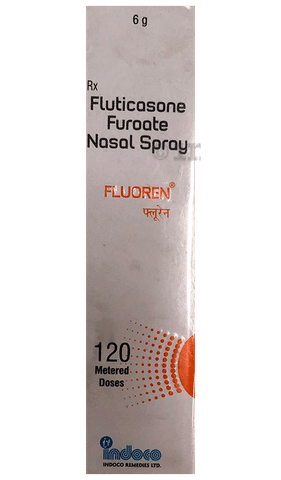 6 g
Rx
Fluticasone
Furoate
Nasal Spray
FLUOREN®
फ्लूरेन
120
Metered
Doses
indoco
INDOCO REMEDIES LTD.